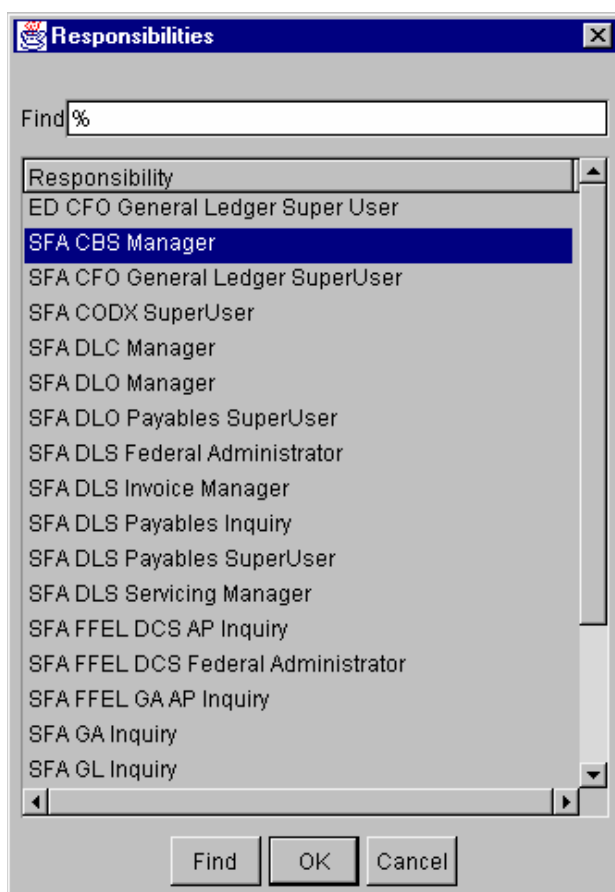 Responsibilities
Find %
Responsibility
ED CFO General Ledger Super User
SFA CBS Manager
SFA CFO General Ledger SuperUser
SFA CODX SuperUser
SFA DLC Manager
SFA DLO Manager
SFA DLO Payables SuperUser
SFA DLS Federal Administrator
SFA DLS Invoice Manager
SFA DLS Payables Inquiry
SFA DLS Payables SuperUser
SFA DLS Servicing Manager
SFA FFEL DCS AP Inquiry
SFA FFEL DCS Federal Administrator
SFA FFEL GA AP Inquiry
SFA GA Inquiry
SFA GL Inquiry
Find OK Cancel